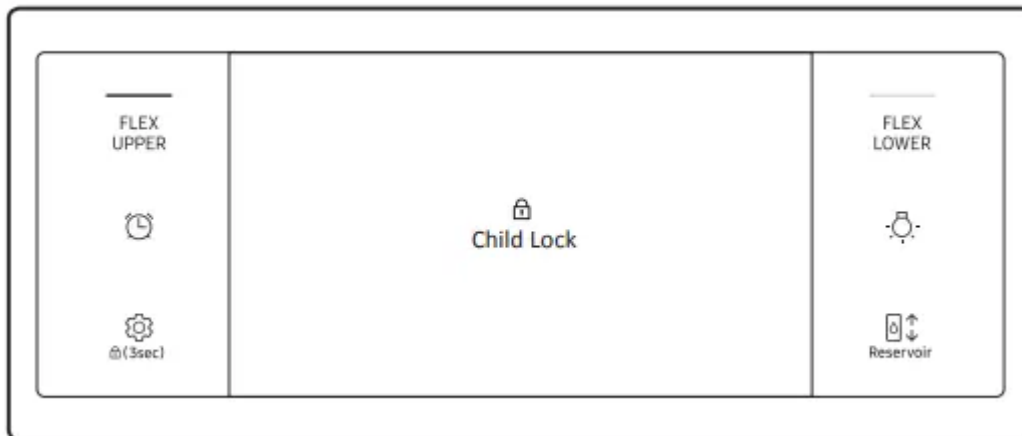 FLEX
UPPER
(3sec)
Child Lock
FLEX
LOWER
Reservoir